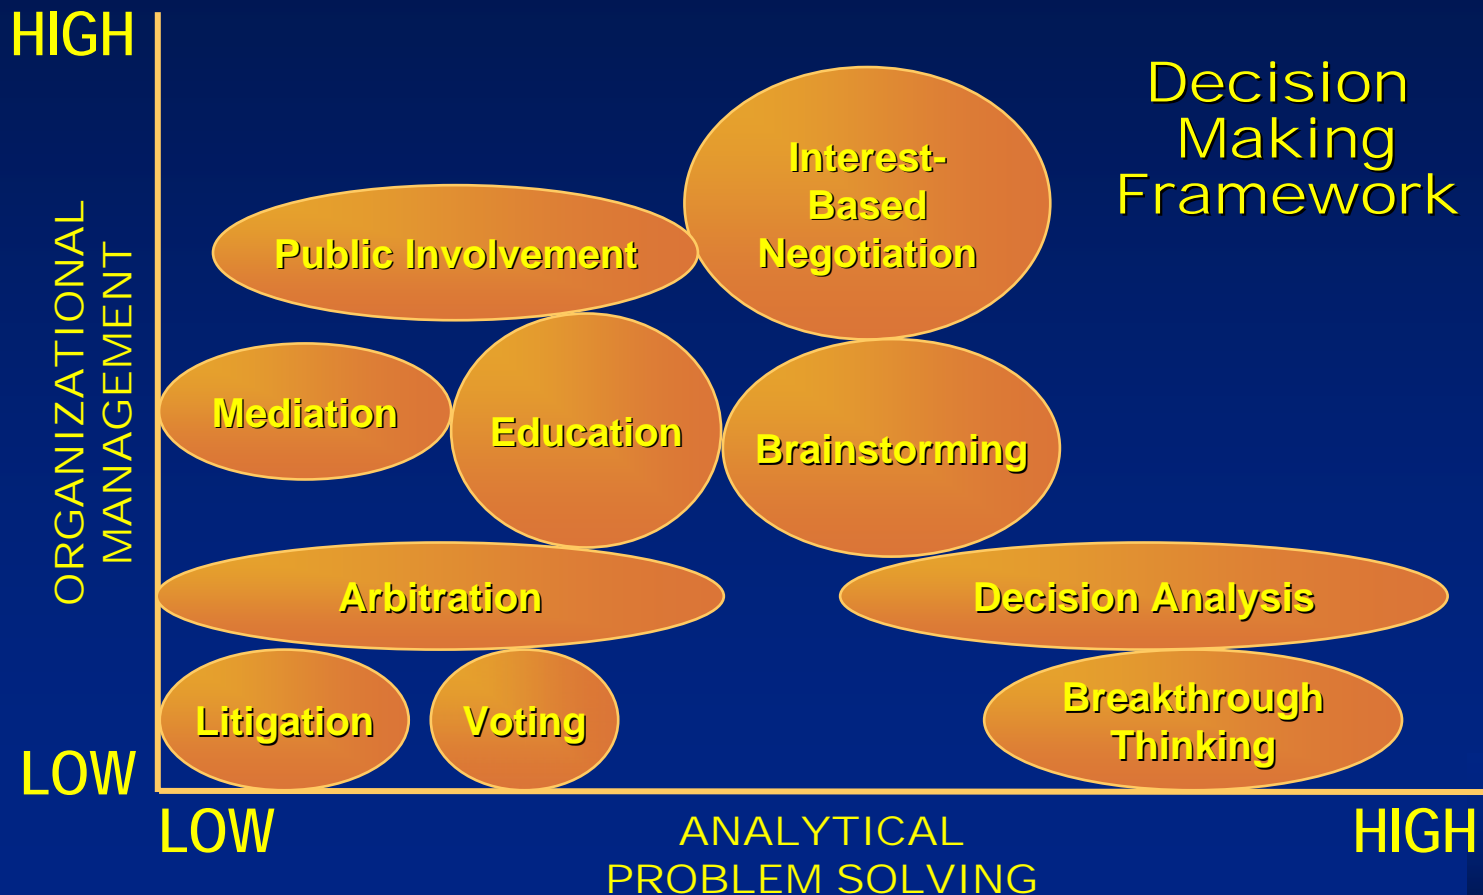 HIGH
Decision
Making
Framework
Interest-
Based
Negotiation
Public Involvement
ORGANIZATIONAL
MANAGEMENT
Mediation
Education
Brainstorming
Arbitration
Decision Analysis
Litigation
Voting
Breakthrough
Thinking
LOW
LOW
ANALYTICAL
PROBLEM SOLVING
HIGH